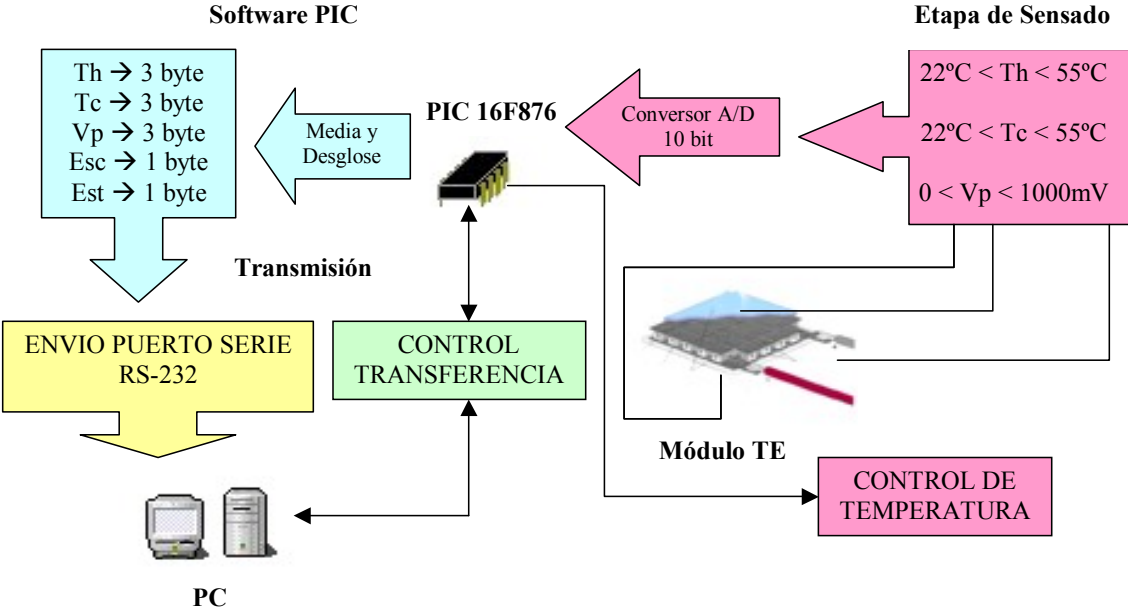 Software PIC
Etapa de Sensado
Th → 3 byte
Tc → 3 byte
Vp → 3 byte
Esc → 1 byte
Est → 1 byte
Media y
Desglose
PIC 16F876
Conversor A/D
10 bit
22ºC < Th < 55ºC
22ºC < Tc < 55ºC
0 < Vp < 1000mV
Transmisión
ENVIO PUERTO SERIE
RS-232
CONTROL
TRANSFERENCIA
Módulo TE
CONTROL DE
TEMPERATURA
PC